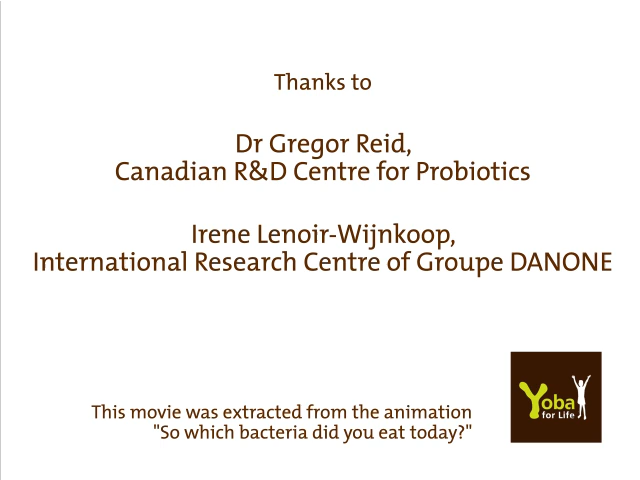 Thanks to
Dr Gregor Reid,
Canadian R&D Centre for Probiotics
Irene Lenoir-Wijnkoop,
International Research Centre of Groupe DANONE
This movie was extracted from the animation
"So which bacteria did you eat today?"
Yoba
for Life